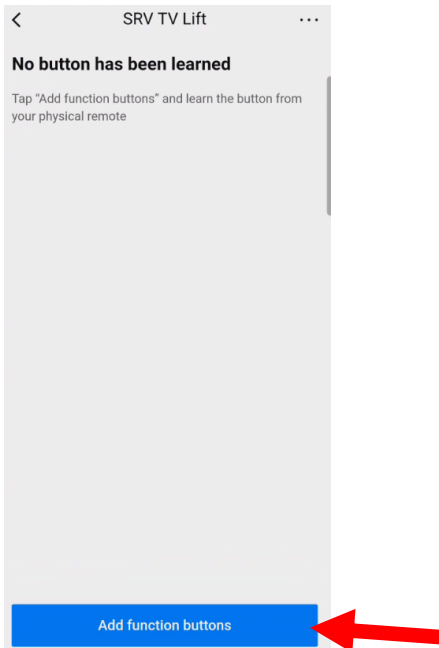 SRV TV Lift
No button has been learned
Tap "Add function buttons" and learn the button from
your physical remote
Add function buttons